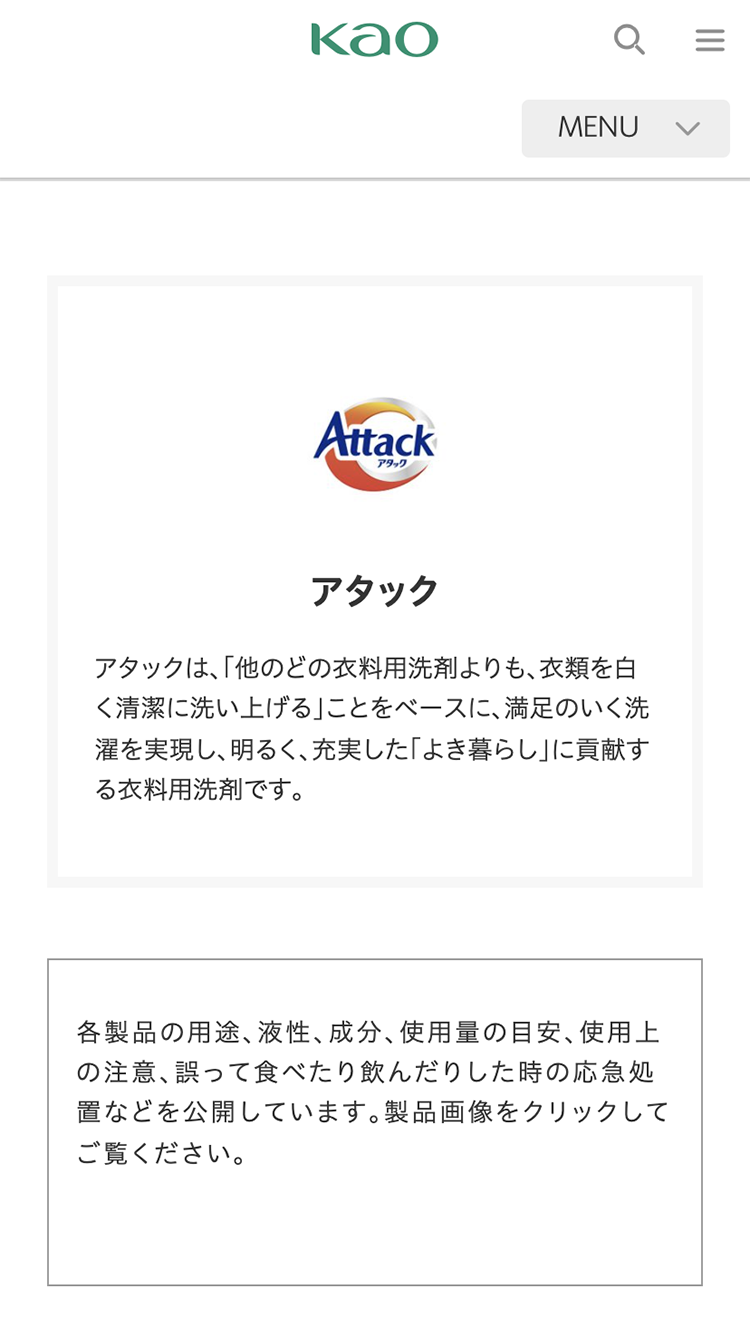 Kao
MENU
Attack
アタック
アタック
アタックは、「他のどの衣料用洗剤よりも、衣類を白
く清潔に洗い上げる」ことをベースに、満足のいく洗
濯を実現し、明るく、充実した「よき暮らし」に貢献す
る衣料用洗剤です。
各製品の用途、液性、成分、使用量の目安、使用上
の注意、誤って食べたり飲んだりした時の応急処
置などを公開しています。製品画像をクリックして
ご覧ください。